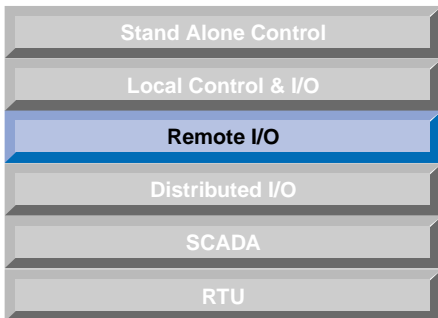 Stand Alone Control
Local Control & I/O
Remote I/O
Distributed I/O
SCADA
RTU